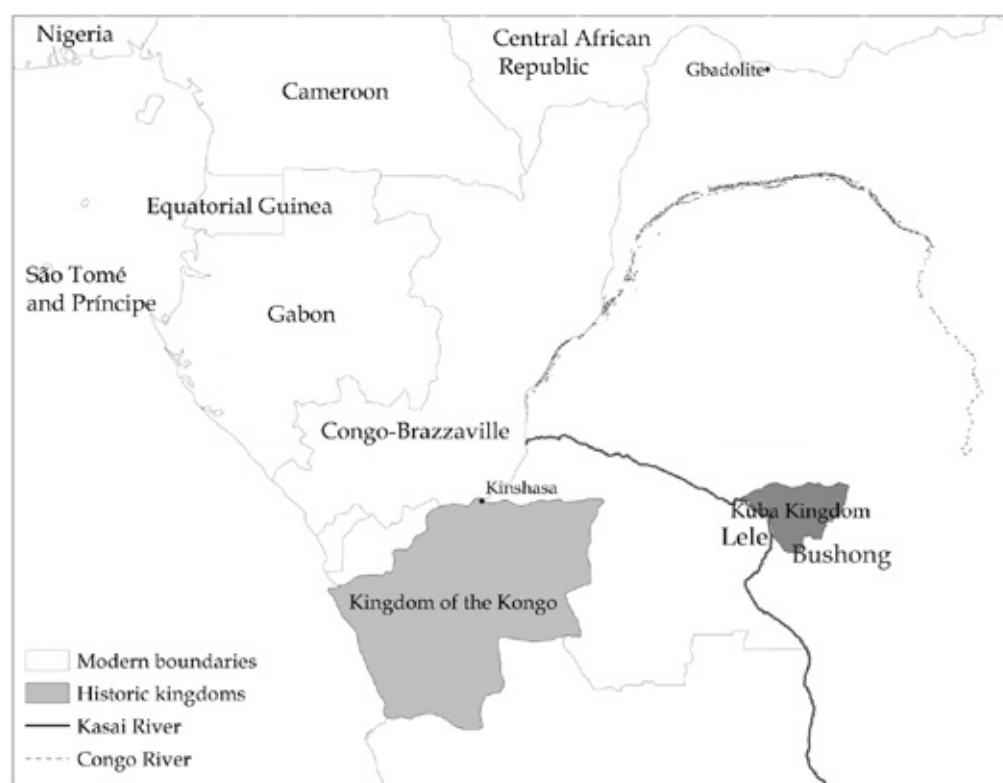 Nigeria
Central African
Republic
Gbadolite
Cameroon
Equatorial Guinea
São Tomé
and Príncipe
Gabon
Congo-Brazzaville
Kinshasa
Kuba Kingdom
Lele
Bushong
Kingdom of the Kongo
Modern boundaries
Historic kingdoms
Kasai River
Congo River